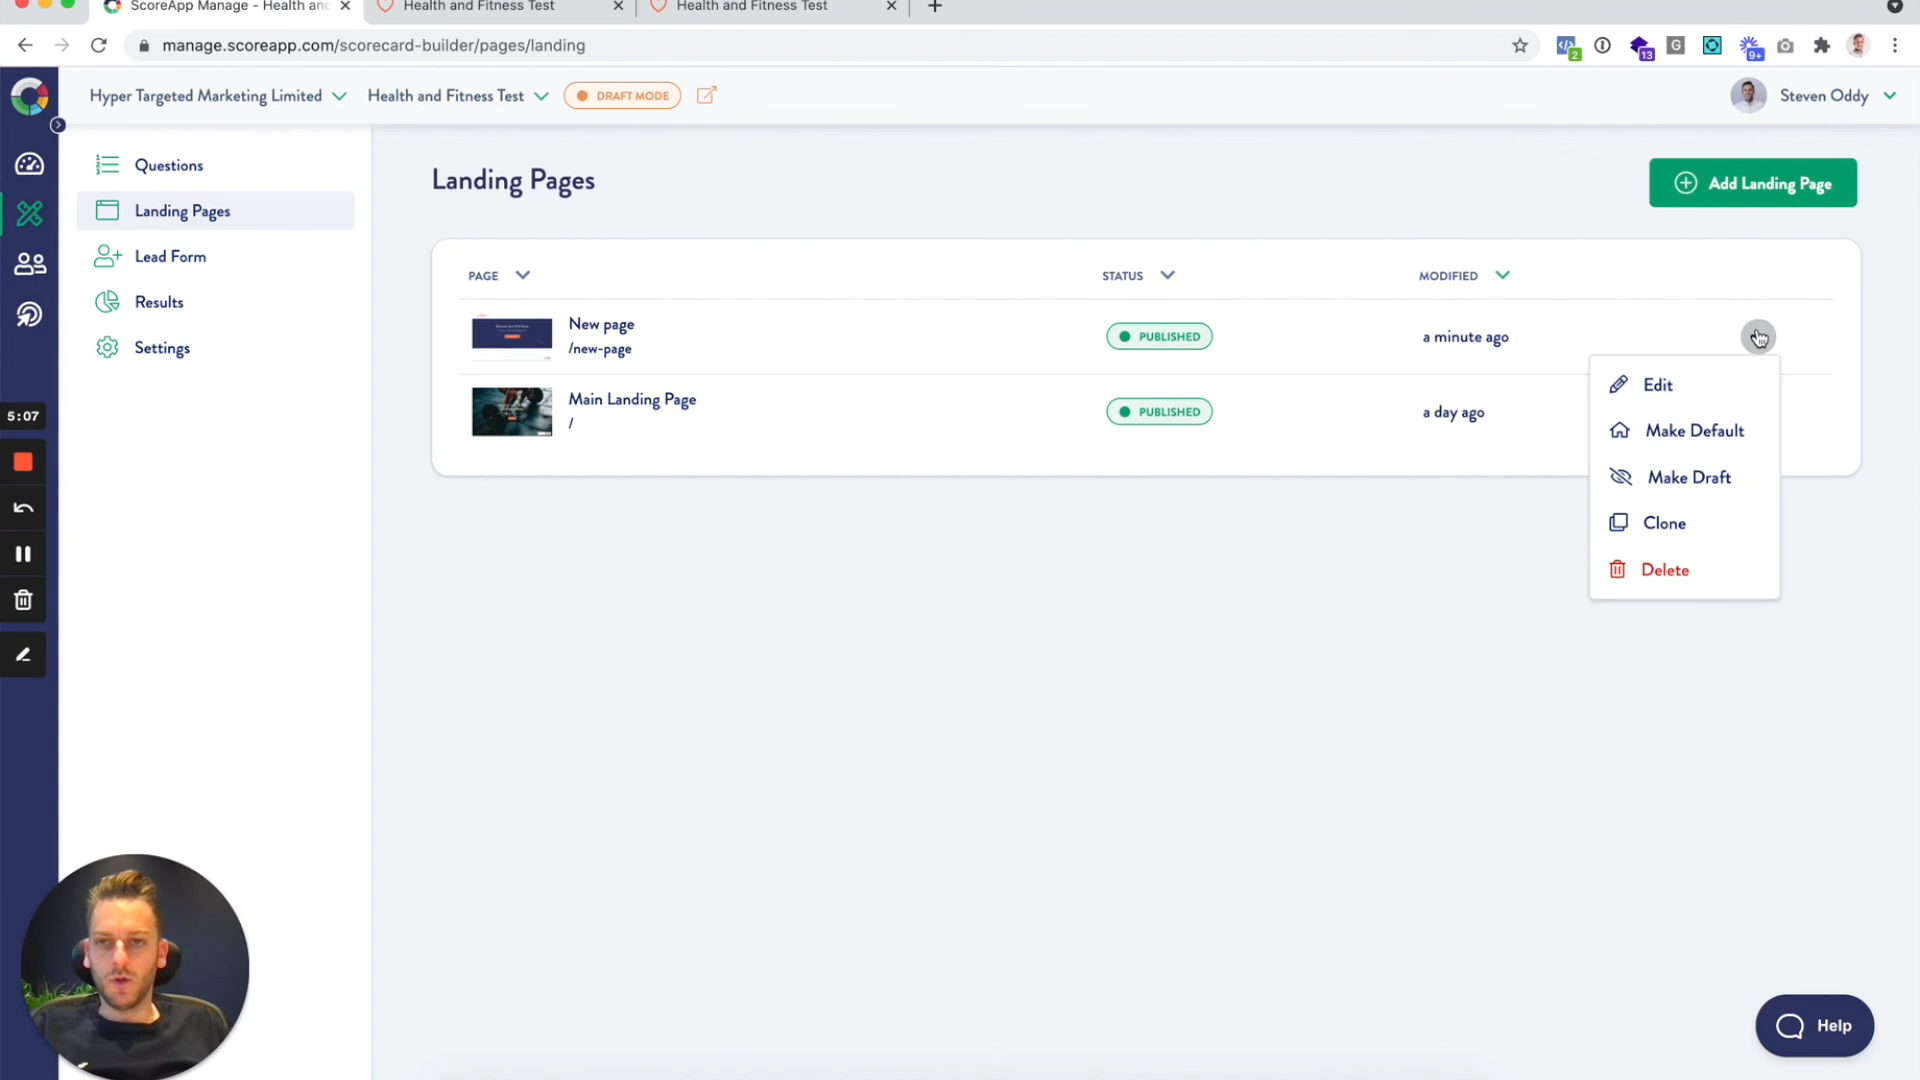 ScoreApp Manage - Health and
Health and Fitness Test
Health and Fitness Test
manage.scoreapp.com/scorecard-builder/pages/landing
2
13
G
9+
Hyper Targeted Marketing Limited
Health and Fitness Test
DRAFT MODE
Steven Oddy
Questions
Landing Pages
Lead Form
Results
Settings
Landing Pages
Add Landing Page
PAGE
STATUS
MODIFIED
New page
/new-page
PUBLISHED
a minute ago
Main Landing Page
/
PUBLISHED
a day ago
Edit
Make Default
Make Draft
Clone
Delete
5:07
Help